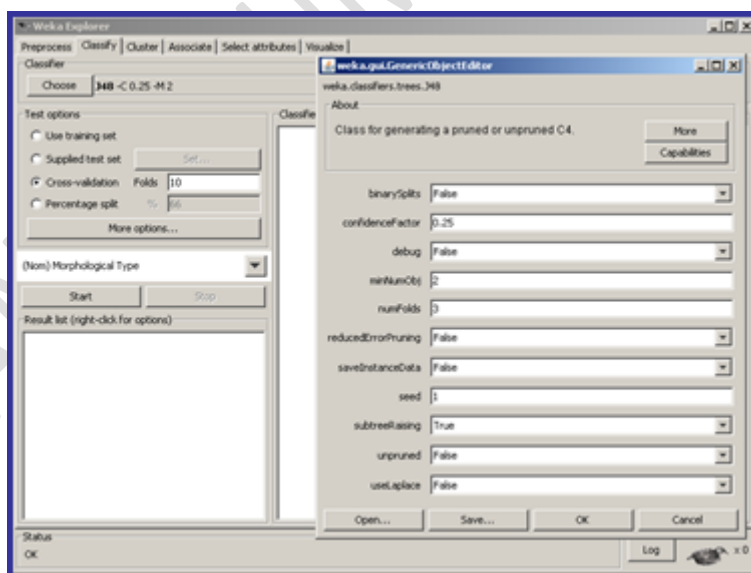 Weka Explorer
Preprocess Classify Cluster Associate Select attributes Visualize
Classifier
Choose J48 -C 0.25 -M 2
Test options
Use training set
Supplied test set Set...
Cross-validation Folds 10
Percentage split % 66
More options...
(Nom) Morphological Type
Start Stop
Result list (right-click for options)
Classifie
weka.gui.GenericObjectEditor
weka.classifiers.trees.J48
About
Class for generating a pruned or unpruned C4.
More
Capabilities
binarySplits False
confidenceFactor 0.25
debug False
minNumObj 2
numFolds 3
reducedErrorPruning False
saveInstanceData False
seed 1
subtreeRaising True
unpruned False
useLaplace False
Open... Save... OK Cancel
Status
OK
Log x 0